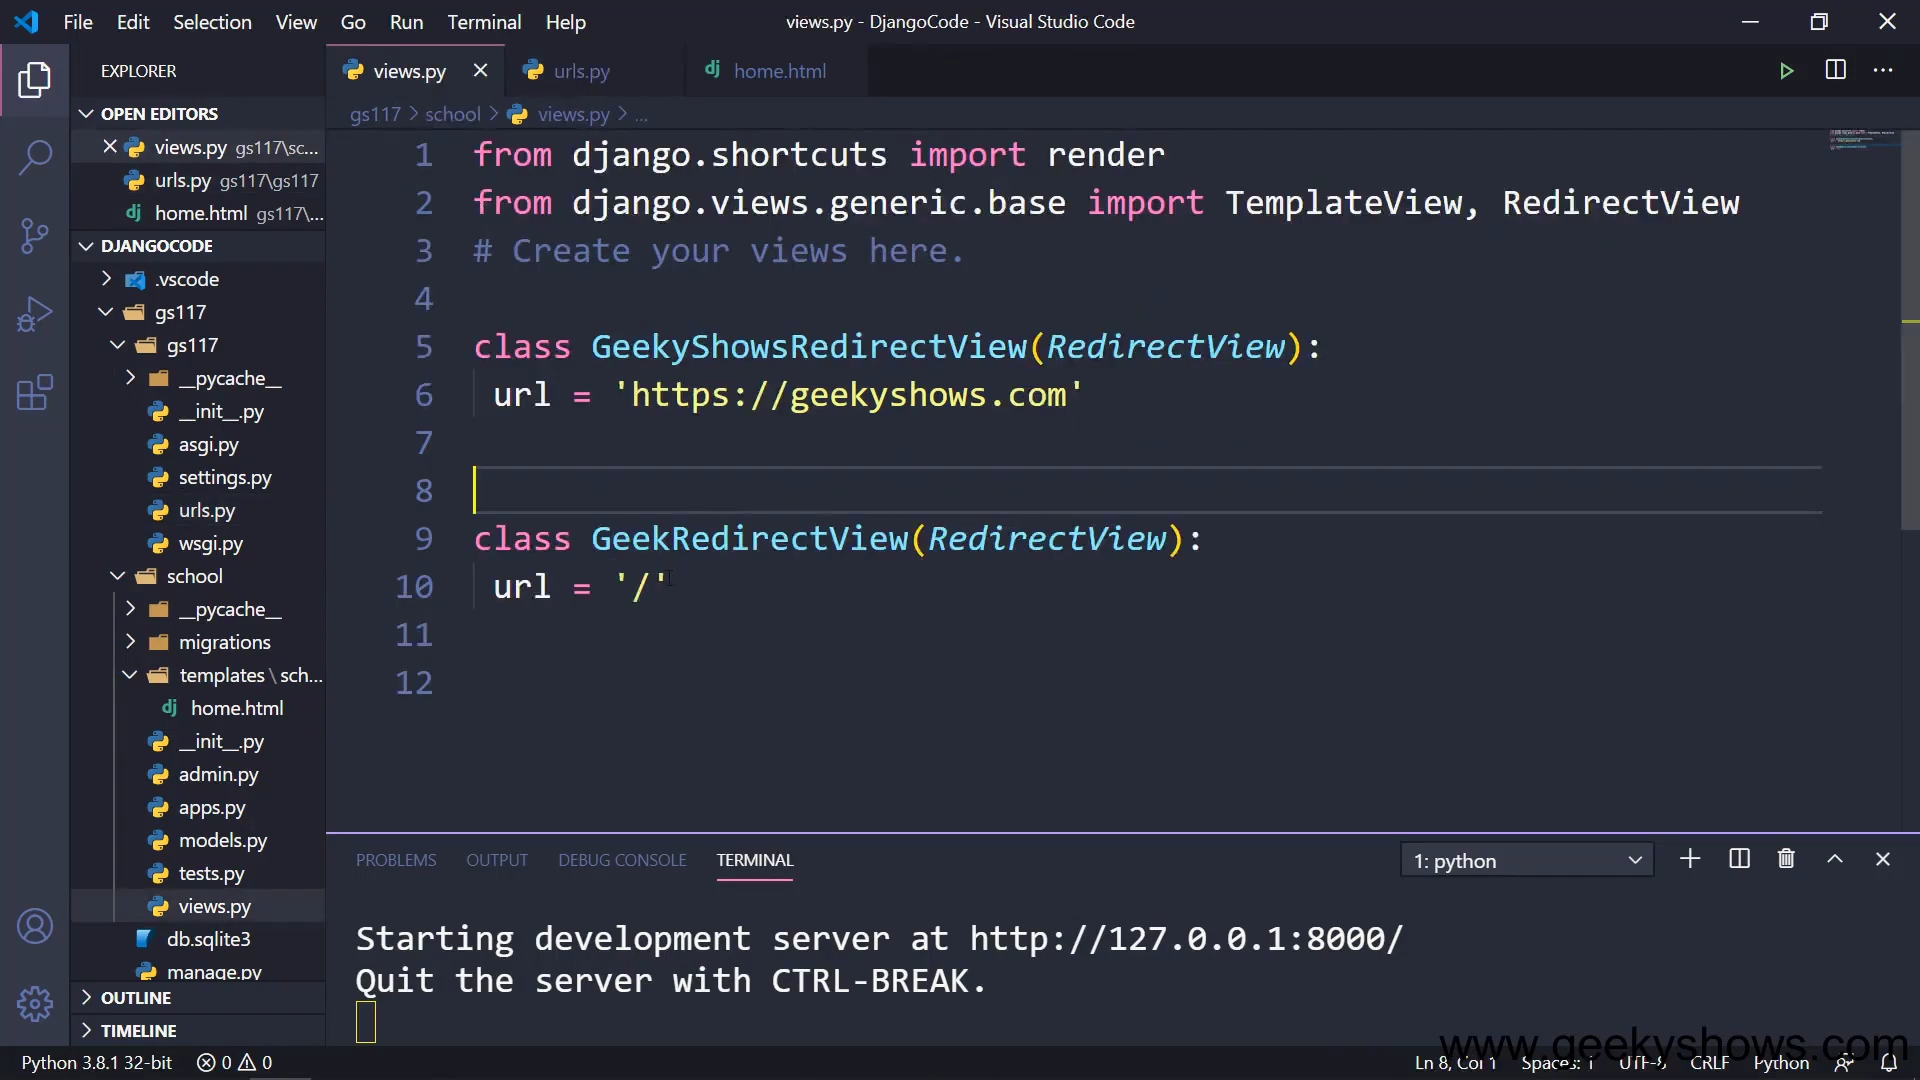 File Edit Selection View Go Run Terminal Help
views.py - DjangoCode - Visual Studio Code
EXPLORER
OPEN EDITORS
views.py gs117\sc...
urls.py gs117\gs117
home.html gs117\...
DJANGOCODE
.vscode
gs117
gs117
__pycache__
__init__.py
asgi.py
settings.py
urls.py
wsgi.py
school
__pycache__
migrations
templates\sch...
home.html
__init__.py
admin.py
apps.py
models.py
tests.py
views.py
db.sqlite3
manage.py
OUTLINE
TIMELINE
views.py
urls.py
home.html
gs117 > school > views.py > ...
1 from django.shortcuts import render
2 from django.views.generic.base import TemplateView, RedirectView
3 # Create your views here.
4
5 class GeekyShowsRedirectView(RedirectView):
6 url = 'https://geekyshows.com'
7
8
9 class GeekRedirectView(RedirectView):
10 url = '/'
11
12
PROBLEMS OUTPUT DEBUG CONSOLE TERMINAL
1: python
Starting development server at http://127.0.0.1:8000/
Quit the server with CTRL-BREAK.
www.geekyshows.com
Python 3.8.1 32-bit 0 0
Ln 8, Col 1 Spaces: 1 UTF-8 CRLF Python